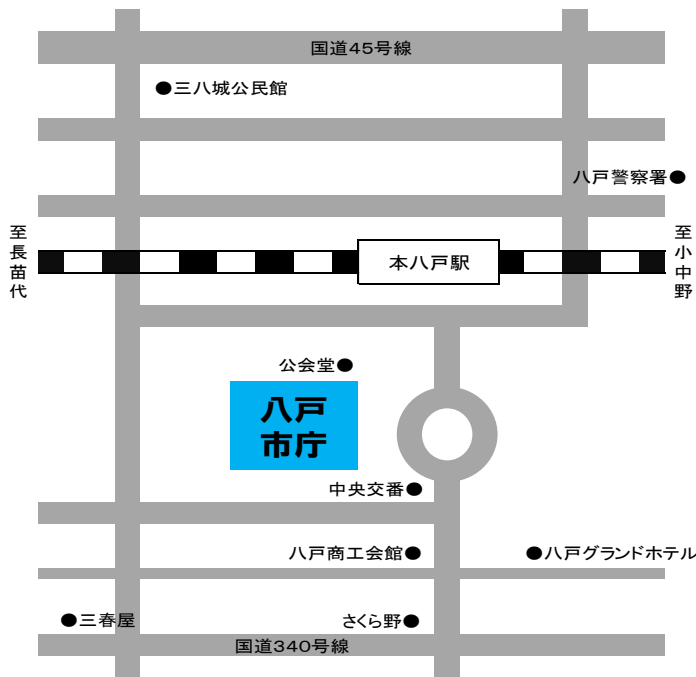 国道45号線
●三八城公民館
八戸警察署●
至長苗代
本八戸駅
至小中野
公会堂●
八戸
市庁
中央交番●
八戸商工会館●
●八戸グランドホテル
●三春屋
さくら野●
国道340号線